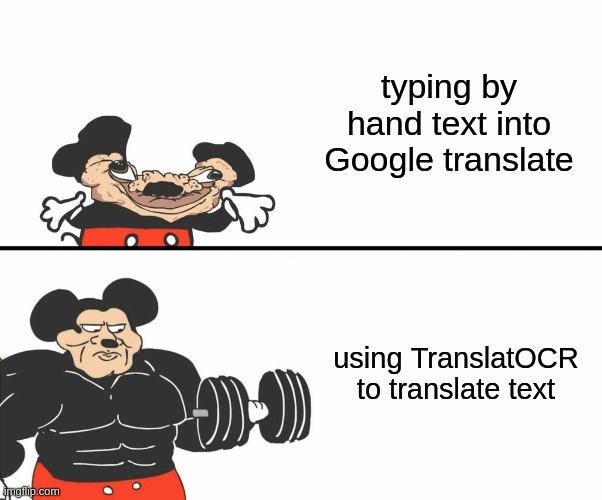 typing by
hand text into
Google translate
using TranslatOCR
to translate text
imgflip.com